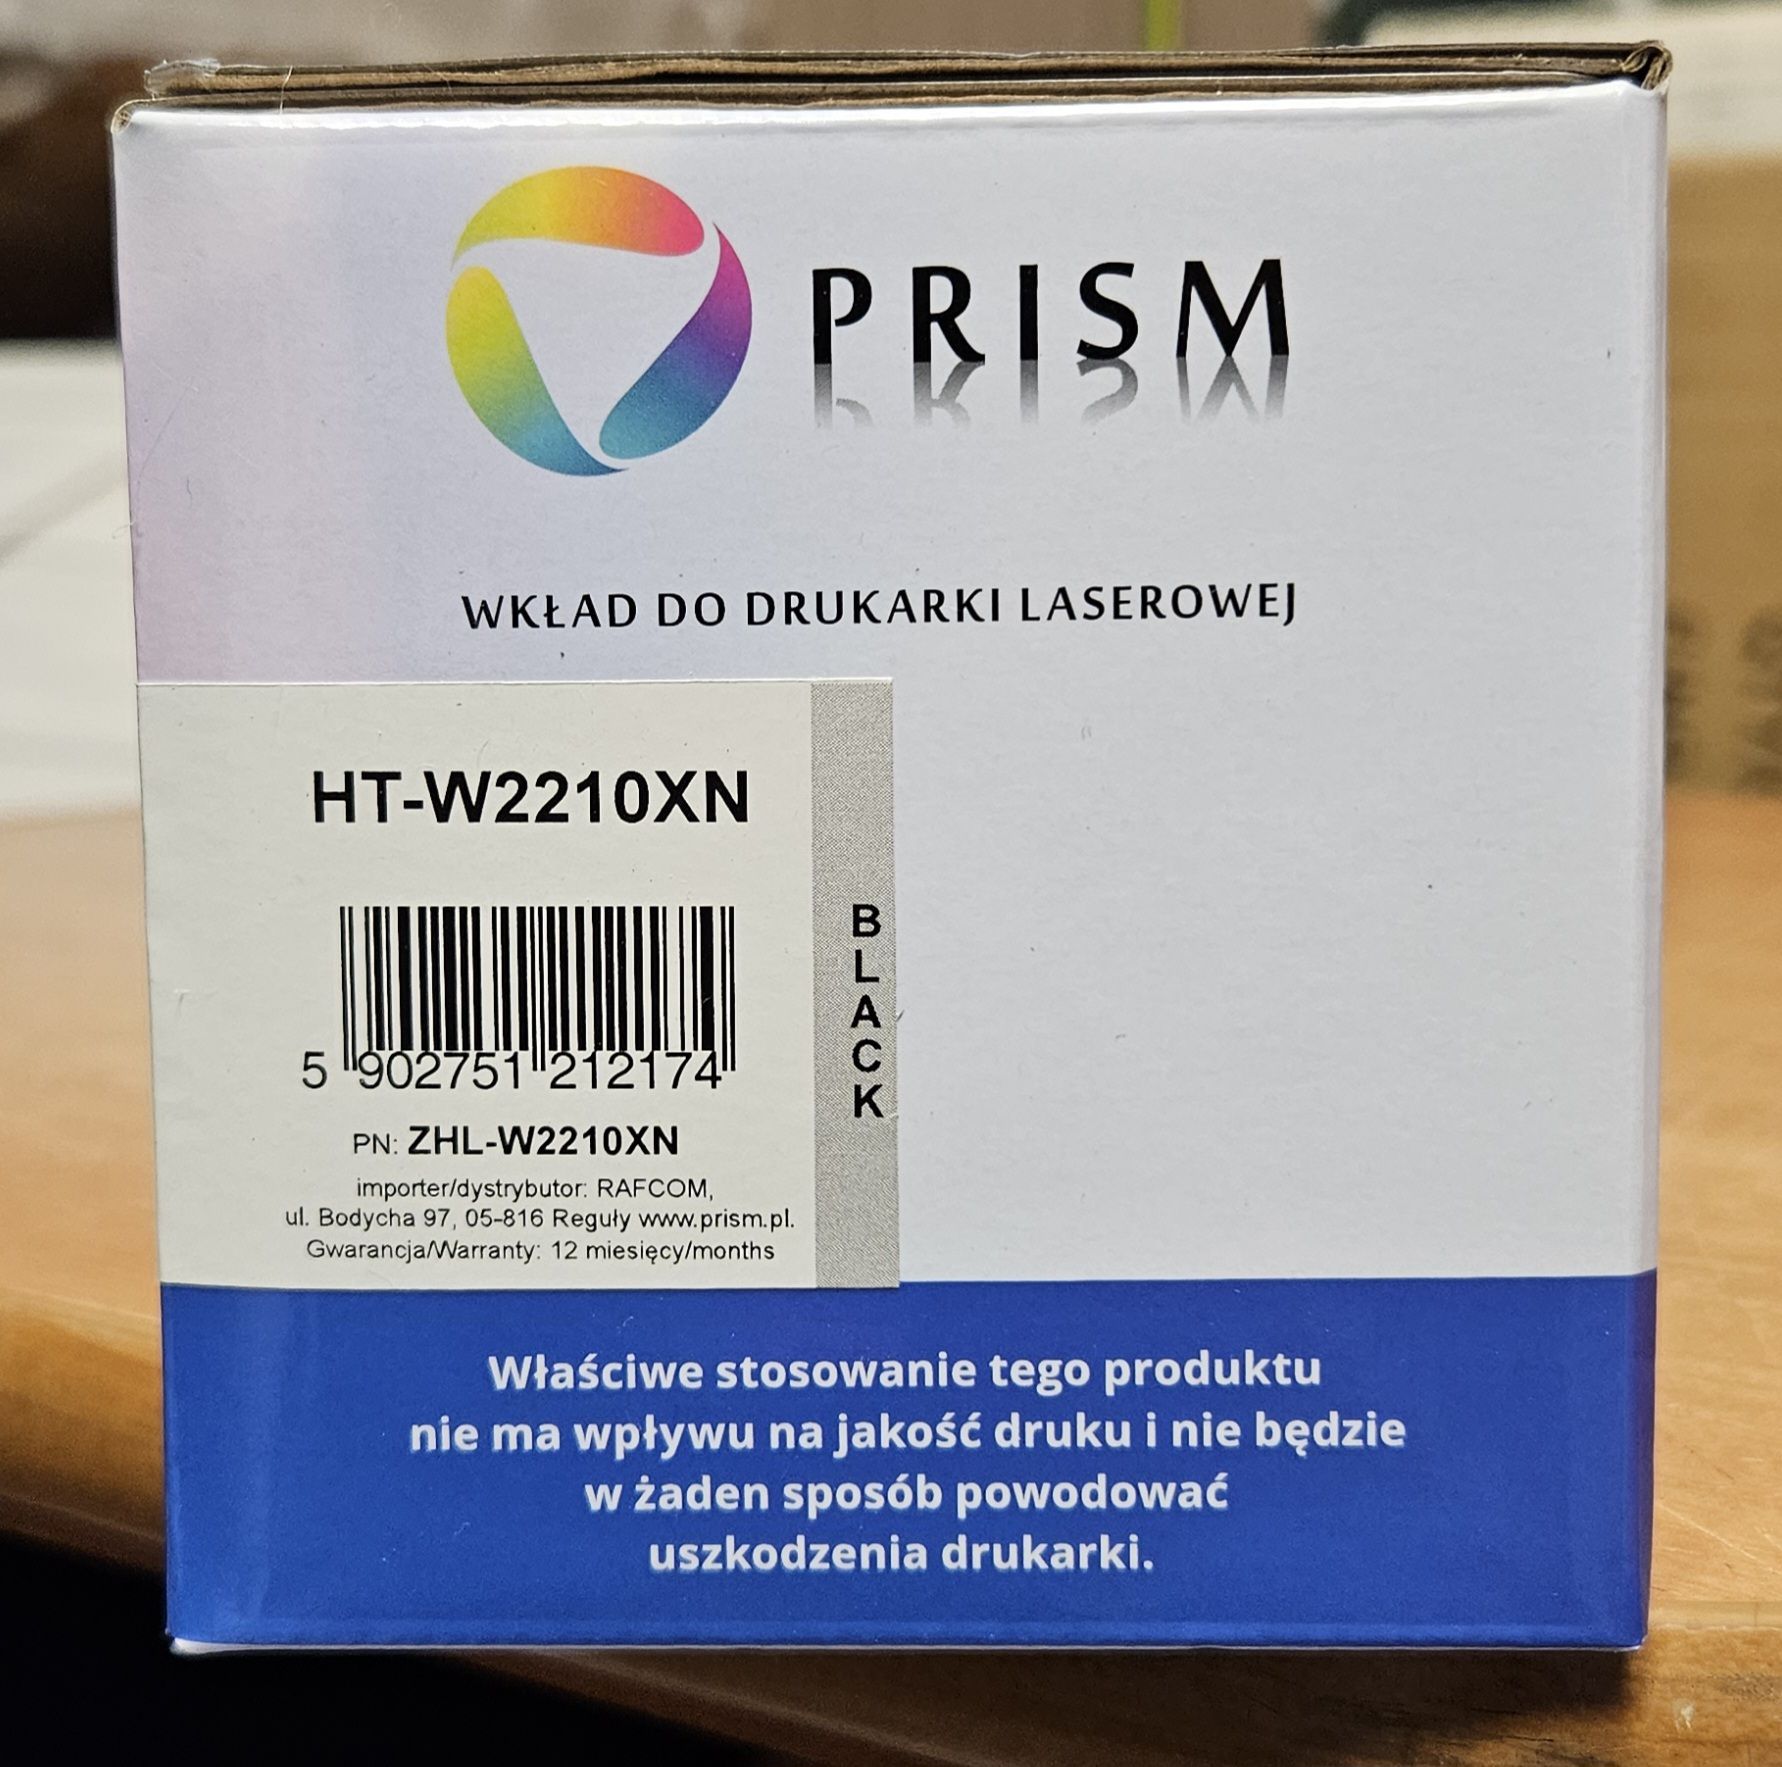 PRISM
WKŁAD DO DRUKARKI LASEROWEJ
HT-W2210XN
BLACK
5 902751 212174
PN: ZHL-W2210XN
importer/dystrybutor: RAFCOM,
ul. Bodycha 97, 05-816 Reguły www.prism.pl.
Gwarancja/Warranty: 12 miesięcy/months
Właściwe stosowanie tego produktu
nie ma wpływu na jakość druku i nie będzie
w żaden sposób powodować
uszkodzenia drukarki.